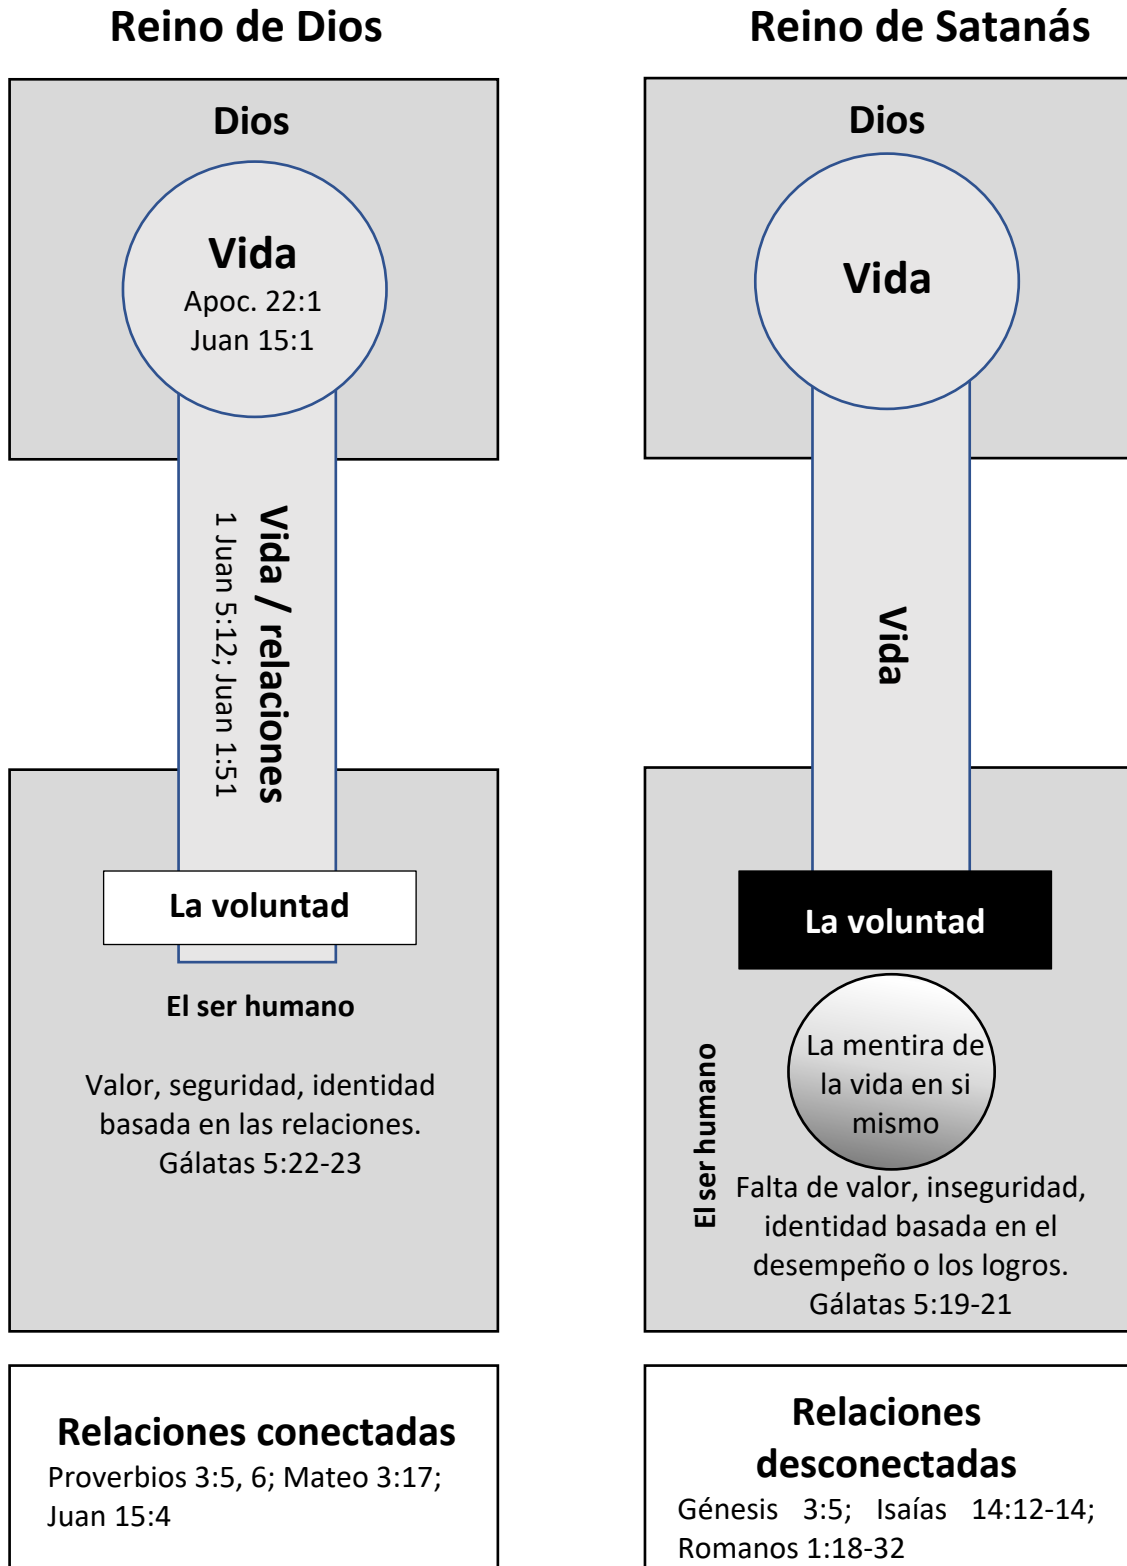 Reino de Dios
Dios
Vida
Apoc. 22:1
Juan 15:1
Vida / relaciones
1 Juan 5:12; Juan 1:51
La voluntad
El ser humano
Valor, seguridad, identidad
basada en las relaciones.
Gálatas 5:22-23
Relaciones conectadas
Proverbios 3:5, 6; Mateo 3:17;
Juan 15:4
Reino de Satanás
Dios
Vida
Vida
La voluntad
La mentira de
la vida en si
mismo
El ser humano
Falta de valor, inseguridad,
identidad basada en el
desempeño o los logros.
Gálatas 5:19-21
Relaciones
desconectadas
Génesis 3:5; Isaías 14:12-14;
Romanos 1:18-32